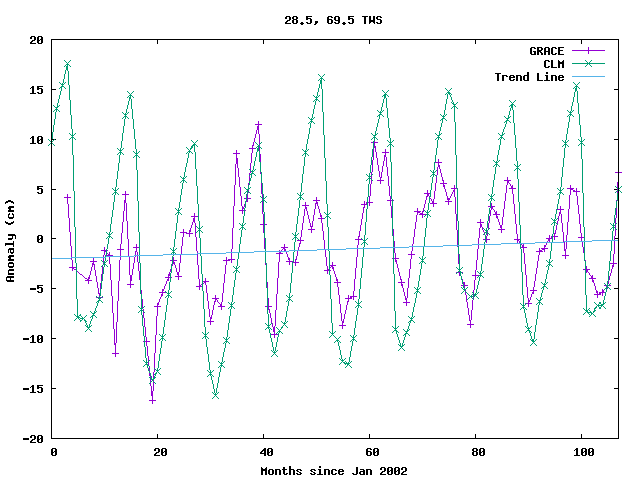 28.5, 69.5 TWS
GRACE
CLM
Trend Line
20
15
10
5
0
-5
-10
-15
-20
Anomaly (cm)
0 20 40 60 80 100
Months since Jan 2002